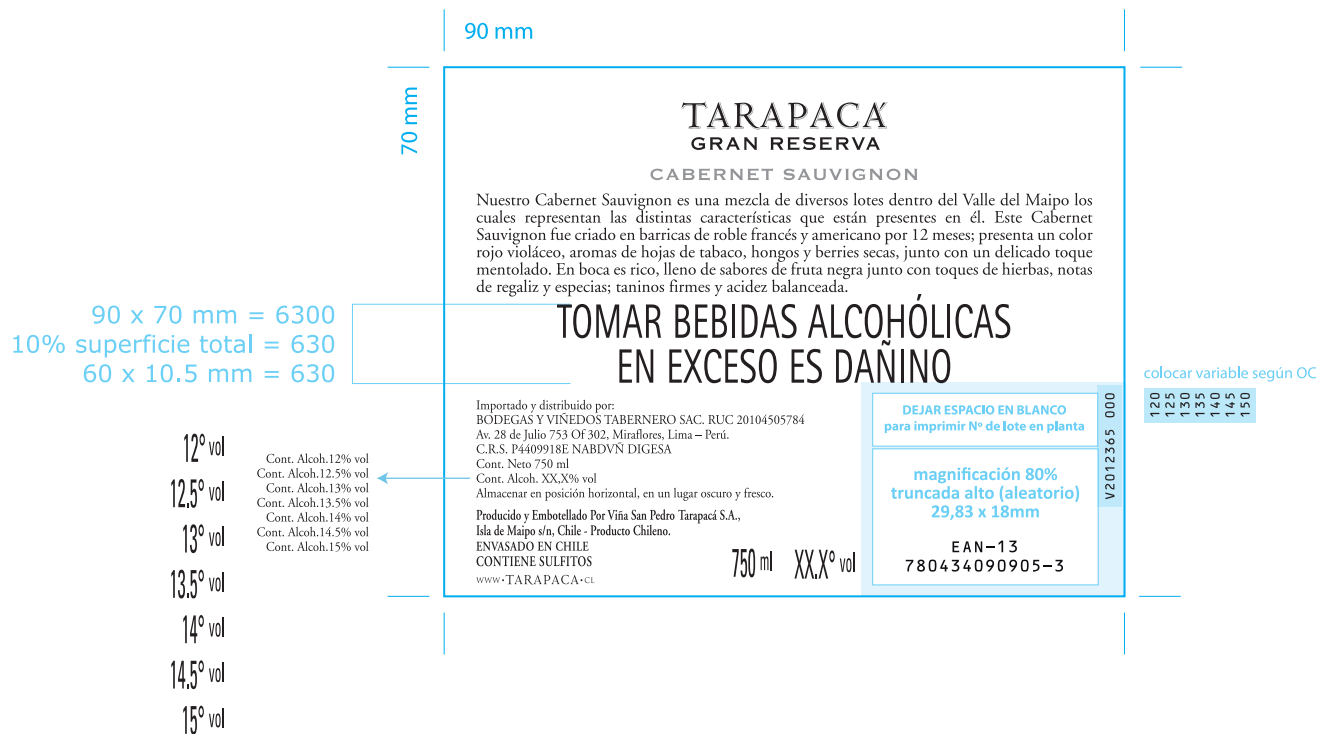 90 mm
70 mm
TARAPACÁ
GRAN RESERVA
CABERNET SAUVIGNON
Nuestro Cabernet Sauvignon es una mezcla de diversos lotes dentro del Valle del Maipo los
cuales representan las distintas características que están presentes en él. Este Cabernet
Sauvignon fue criado en barricas de roble francés y americano por 12 meses; presenta un color
rojo violáceo, aromas de hojas de tabaco, hongos y berries secas, junto con un delicado toque
mentolado. En boca es rico, lleno de sabores de fruta negra junto con toques de hierbas, notas
de regaliz y especias; taninos firmes y acidez balanceada.
90 x 70 mm = 6300
10% superficie total = 630
60 x 10.5 mm = 630
TOMAR BEBIDAS ALCOHÓLICAS
EN EXCESO ES DAÑINO
Importado y distribuido por:
BODEGAS Y VIÑEDOS TABERNERO SAC. RUC 20104505784
Av. 28 de Julio 753 Of 302, Miraflores, Lima – Perú.
C.R.S. P4409918E NABDVÑ DIGESA
Cont. Neto 750 ml
Cont. Alcoh. XX,X% vol
Almacenar en posición horizontal, en un lugar oscuro y fresco.
Producido y Embotellado Por Viña San Pedro Tarapacá S.A.,
Isla de Maipo s/n, Chile - Producto Chileno.
ENVASADO EN CHILE
CONTIENE SULFITOS
WWW•TARAPACA•CL
750 ml
XX.X° vol
DEJAR ESPACIO EN BLANCO
para imprimir Nº de lote en planta
magnificación 80%
truncada alto (aleatorio)
29,83 x 18mm
EAN-13
780434090905-3
V2012365 000
colocar variable según OC
120
125
130
135
140
145
150
12° vol
12.5° vol
13° vol
13.5° vol
14° vol
14.5° vol
15° vol
Cont. Alcoh.12% vol
Cont. Alcoh.12.5% vol
Cont. Alcoh.13% vol
Cont. Alcoh.13.5% vol
Cont. Alcoh.14% vol
Cont. Alcoh.14.5% vol
Cont. Alcoh.15% vol